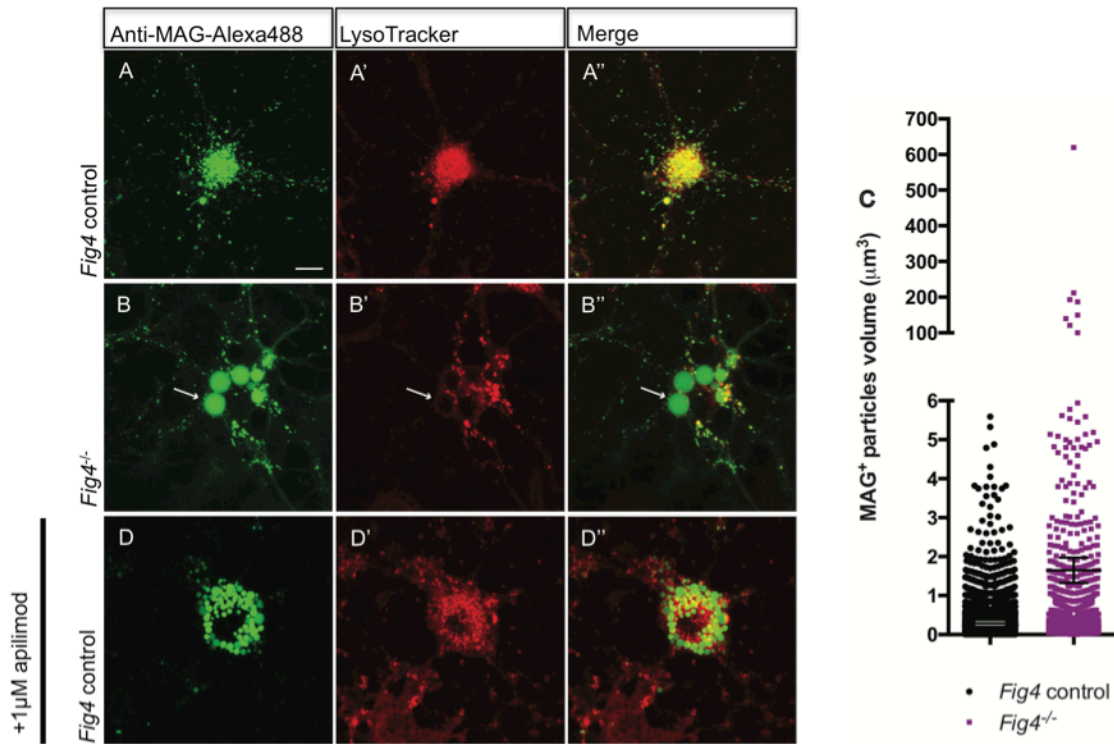 Anti-MAG-Alexa488 LysoTracker Merge
A A' A''
Fig4 control
B B' B''
Fig4-/-
D D' D''
Fig4 control
+1μM apilimod
C
MAG+ particles volume (μm3)
700
600
500
400
300
200
100
6
5
4
3
2
1
0
Fig4 control
Fig4-/-